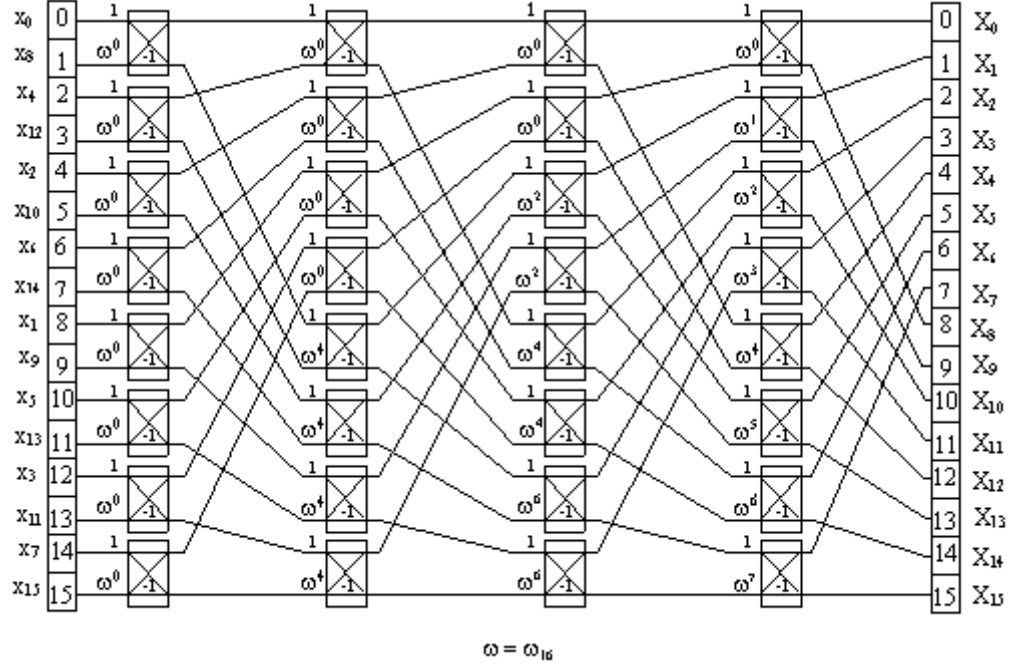 x₀ 0 1 1 1 1 0 X₀
x₈ 1 ω⁰ -1 ω⁰ -1 ω⁰ -1 ω⁰ -1 1 X₁
x₄ 2 1 1 1 1 2 X₂
x₁₂ 3 ω⁰ -1 ω⁰ -1 ω⁰ -1 ω¹ -1 3 X₃
x₂ 4 1 1 1 1 4 X₄
x₁₀ 5 ω⁰ -1 ω⁰ -1 ω² -1 ω² -1 5 X₅
x₆ 6 1 1 1 1 6 X₆
x₁₄ 7 ω⁰ -1 ω⁰ -1 ω² -1 ω³ -1 7 X₇
x₁ 8 1 1 1 1 8 X₈
x₉ 9 ω⁰ -1 ω⁴ -1 ω⁴ -1 ω⁴ -1 9 X₉
x₅ 10 1 1 1 1 10 X₁₀
x₁₃ 11 ω⁰ -1 ω⁴ -1 ω⁴ -1 ω⁵ -1 11 X₁₁
x₃ 12 1 1 1 1 12 X₁₂
x₁₁ 13 ω⁰ -1 ω⁴ -1 ω⁶ -1 ω⁶ -1 13 X₁₃
x₇ 14 1 1 1 1 14 X₁₄
x₁₅ 15 ω⁰ -1 ω⁴ -1 ω⁶ -1 ω⁷ -1 15 X₁₅
ω = ω₁₆